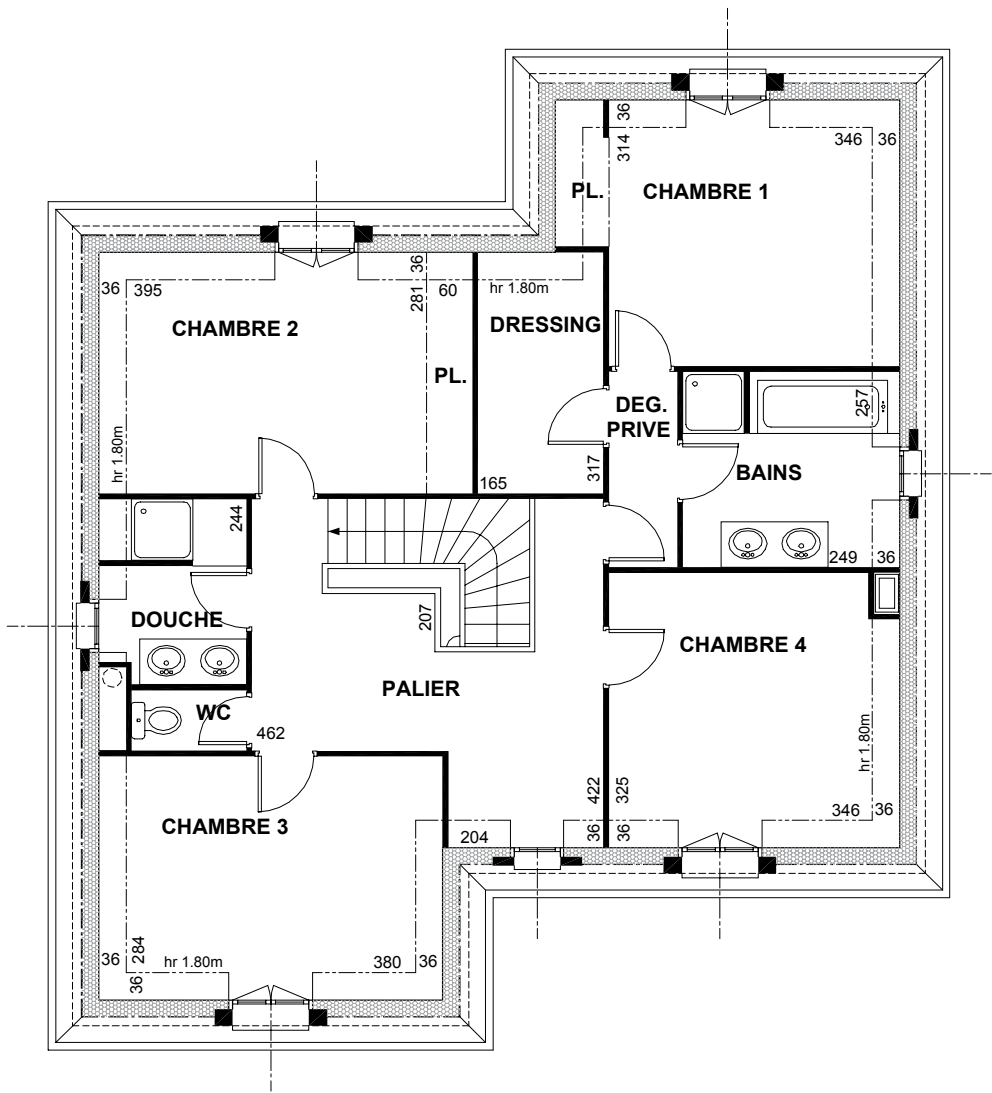 36
314
346 36
PL. CHAMBRE 1
36
281
36 395
60
hr 1.80m
CHAMBRE 2
DRESSING
PL.
hr 1.80m
DEG.
PRIVE
257
317
165
BAINS
244
249 36
DOUCHE
207
CHAMBRE 4
PALIER
WC
462
hr 1.80m
422
325
346 36
CHAMBRE 3
204
36
36
36
284
36
hr 1.80m
380 36